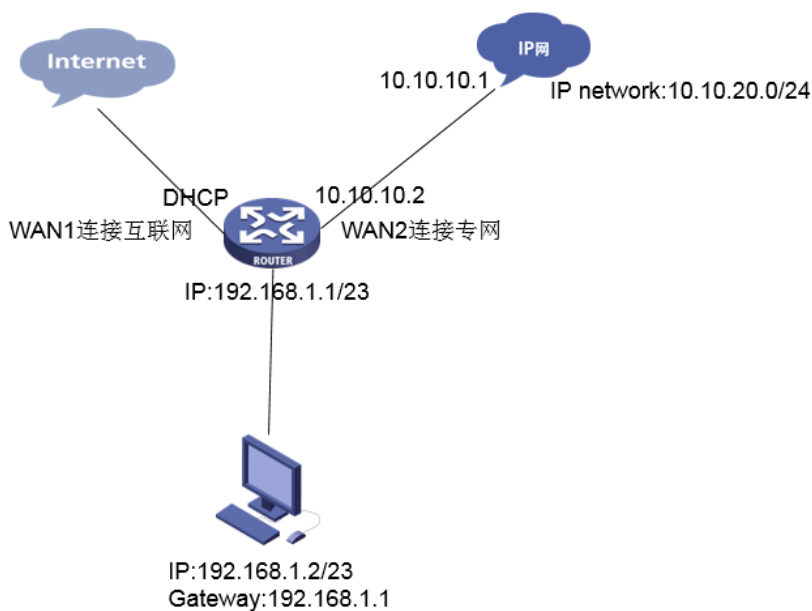 Internet
IP网
10.10.10.1
IP network:10.10.20.0/24
DHCP
10.10.10.2
WAN1连接互联网
WAN2连接专网
ROUTER
IP:192.168.1.1/23
IP:192.168.1.2/23
Gateway:192.168.1.1